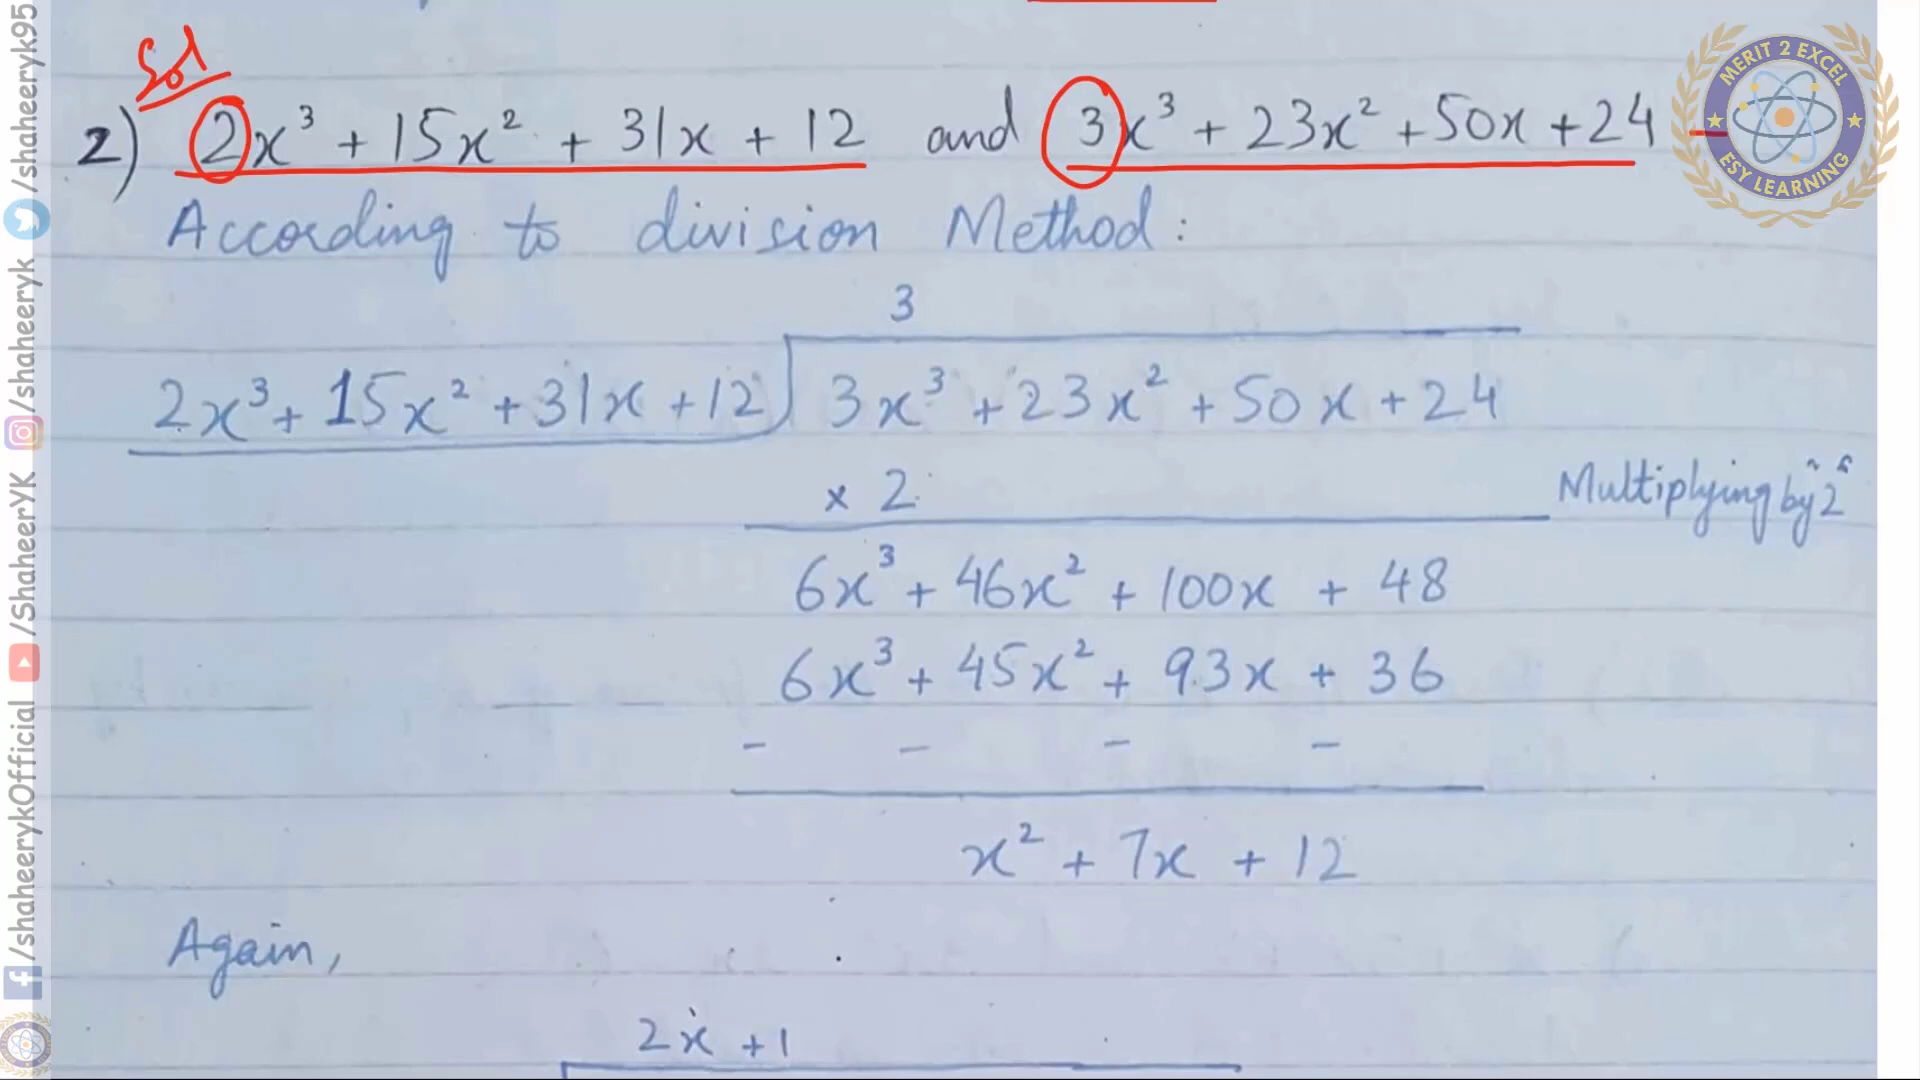 Sol
2) 2x³ + 15x² + 31x + 12 and 3x³ + 23x² + 50x + 24
According to division Method:
3
2x³ + 15x² + 31x + 12 ) 3x³ + 23x² + 50x + 24
x 2
Multiplying by "2"
6x³ + 46x² + 100x + 48
6x³ + 45x² + 93x + 36
- - - -
x² + 7x + 12
Again,
2x + 1
MERIT 2 EXCEL
ESY LEARNING
/shaheeryk95
/shaheeryk
/ShaheerYK
/shaheerykOfficial